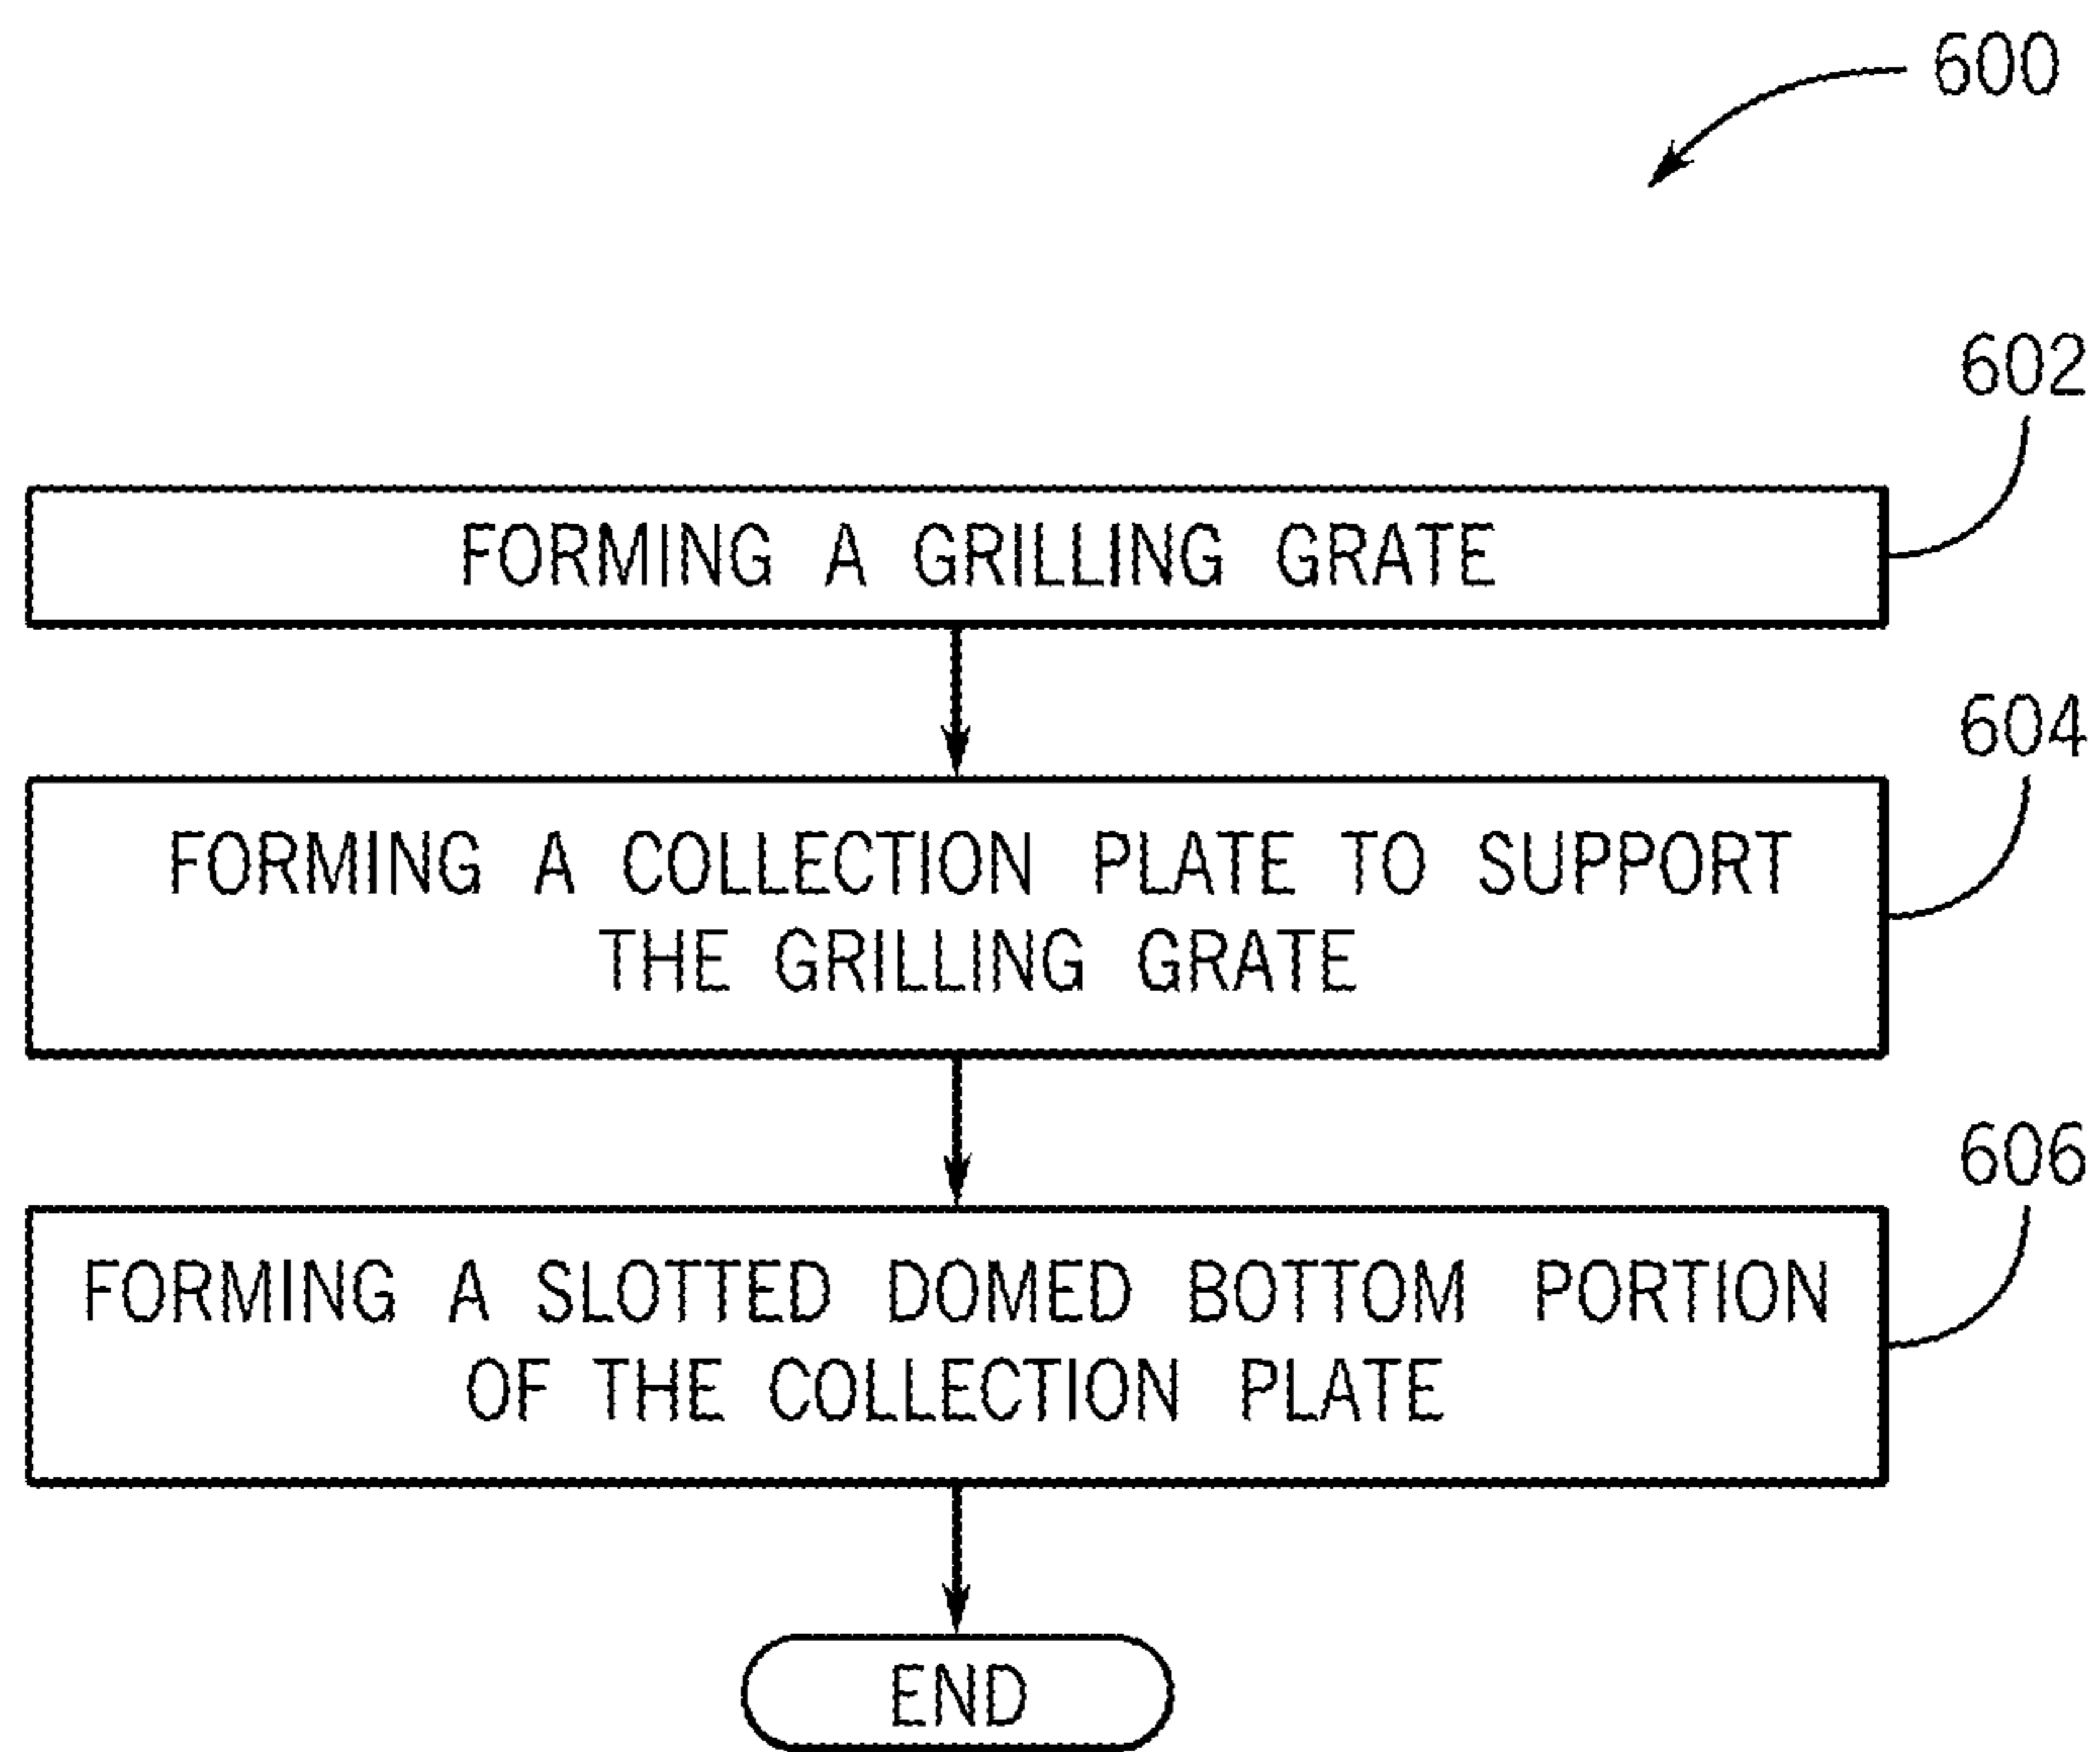 600
602
FORMING A GRILLING GRATE
604
FORMING A COLLECTION PLATE TO SUPPORT
THE GRILLING GRATE
606
FORMING A SLOTTED DOMED BOTTOM PORTION
OF THE COLLECTION PLATE
END